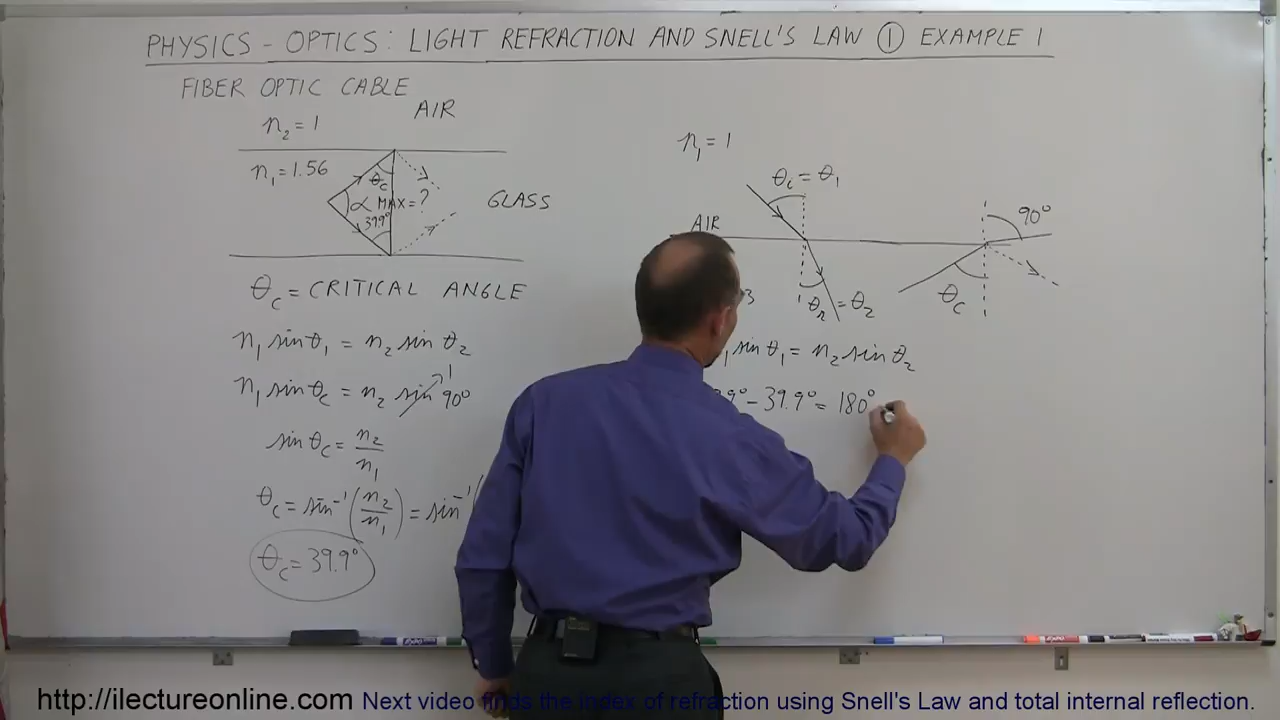 PHYSICS - OPTICS: LIGHT REFRACTION AND SNELL'S LAW ① EXAMPLE 1
FIBER OPTIC CABLE
AIR
n₂ = 1
n₁ = 1.56
θc
α MAX = ?
39.9°
GLASS
θc = CRITICAL ANGLE
n₁ sin θ₁ = n₂ sin θ₂
n₁ sin θc = n₂ sin 90° 1
sin θc = n₂/n₁
θc = sin⁻¹(n₂/n₁) = sin⁻¹(
θc = 39.9°
n₁ = 1
θi = θ₁
AIR
90°
θc
3
θR = θ₂
sin θ₁ = n₂ sin θ₂
9° - 39.9° = 180°
http://ilectureonline.com Next video finds the index of refraction using Snell's Law and total internal reflection.